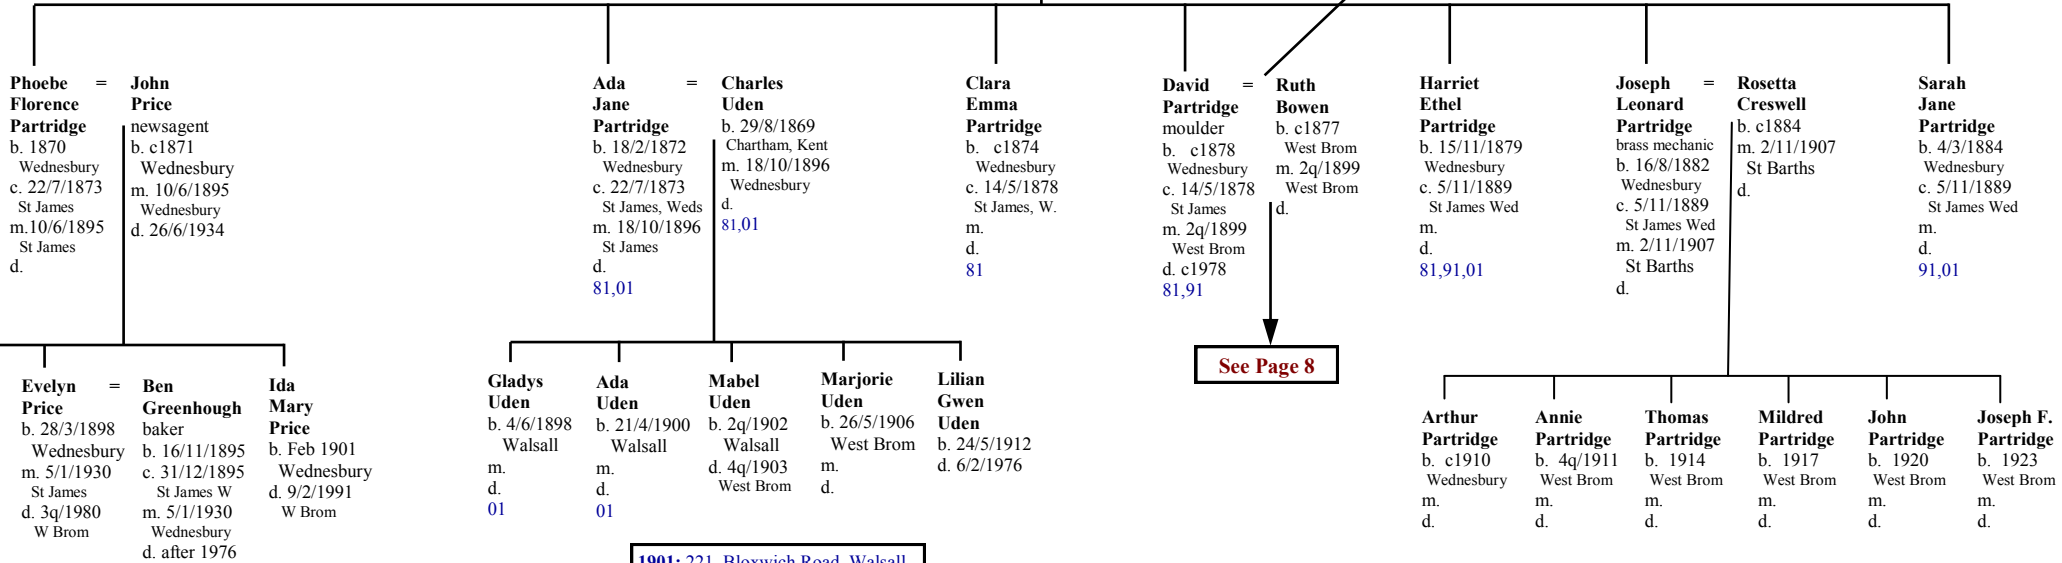 Phoebe = John
Florence Price
Partridge newsagent
b. 1870 b. c1871
Wednesbury Wednesbury
c. 22/7/1873 m. 10/6/1895
St James Wednesbury
m.10/6/1895 d. 26/6/1934
St James
d.
Ada = Charles
Jane Uden
Partridge b. 29/8/1869
b. 18/2/1872 Chartham, Kent
Wednesbury m. 18/10/1896
c. 22/7/1873 Wednesbury
St James, Weds d.
m. 18/10/1896 81,01
St James
d.
81,01
Clara
Emma
Partridge
b. c1874
Wednesbury
c. 14/5/1878
St James, W.
m.
d.
81
David = Ruth
Partridge Bowen
moulder b. c1877
b. c1878 West Brom
Wednesbury m. 2q/1899
c. 14/5/1878 West Brom
St James d.
m. 2q/1899
West Brom
d. c1978
81,91
Harriet
Ethel
Partridge
b. 15/11/1879
Wednesbury
c. 5/11/1889
St James Wed
m.
d.
81,91,01
Joseph = Rosetta
Leonard Creswell
Partridge b. c1884
brass mechanic m. 2/11/1907
b. 16/8/1882 St Barths
Wednesbury d.
c. 5/11/1889
St James Wed
m. 2/11/1907
St Barths
d.
Sarah
Jane
Partridge
b. 4/3/1884
Wednesbury
c. 5/11/1889
St James Wed
m.
d.
91,01
See Page 8
Evelyn = Ben
Price Greenhough
b. 28/3/1898 baker
Wednesbury b. 16/11/1895
m. 5/1/1930 c. 31/12/1895
St James St James W
d. 3q/1980 m. 5/1/1930
W Brom Wednesbury
d. after 1976
Ida
Mary
Price
b. Feb 1901
Wednesbury
d. 9/2/1991
W Brom
Gladys
Uden
b. 4/6/1898
Walsall
m.
d.
01
Ada
Uden
b. 21/4/1900
Walsall
m.
d.
01
Mabel
Uden
b. 2q/1902
Walsall
d. 4q/1903
West Brom
Marjorie
Uden
b. 26/5/1906
West Brom
m.
d.
Lilian
Gwen
Uden
b. 24/5/1912
d. 6/2/1976
Arthur
Partridge
b. c1910
Wednesbury
m.
d.
Annie
Partridge
b. 4q/1911
West Brom
m.
d.
Thomas
Partridge
b. 1914
West Brom
m.
d.
Mildred
Partridge
b. 1917
West Brom
m.
d.
John
Partridge
b. 1920
West Brom
m.
d.
Joseph F.
Partridge
b. 1923
West Brom
m.
d.
1901: 221, Bloxwich Road, Walsall